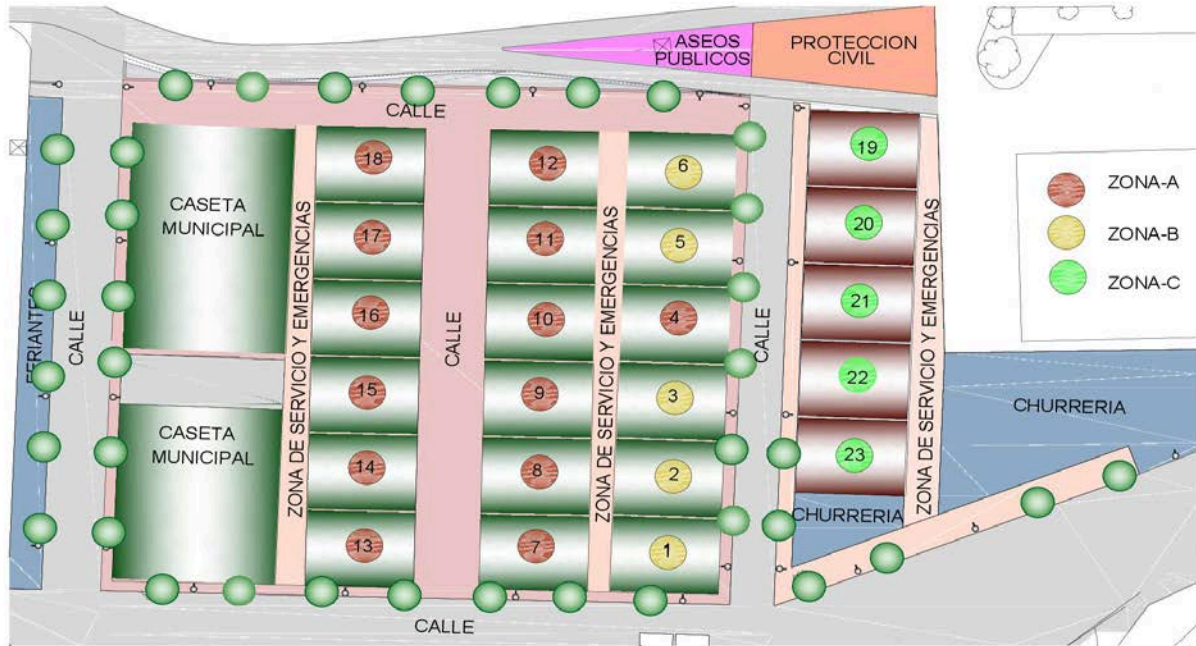 ASEOS
PUBLICOS
PROTECCION
CIVIL
CALLE
18
12
6
19
ZONA-A
CASETA
MUNICIPAL
17
11
5
20
ZONA-B
ZONA-C
16
10
4
21
FERIANTES
CALLE
ZONA DE SERVICIO Y EMERGENCIAS
CALLE
ZONA DE SERVICIO Y EMERGENCIAS
CALLE
ZONA DE SERVICIO Y EMERGENCIAS
15
9
3
22
CHURRERIA
CASETA
MUNICIPAL
14
8
2
23
CHURRERIA
13
7
1
CALLE